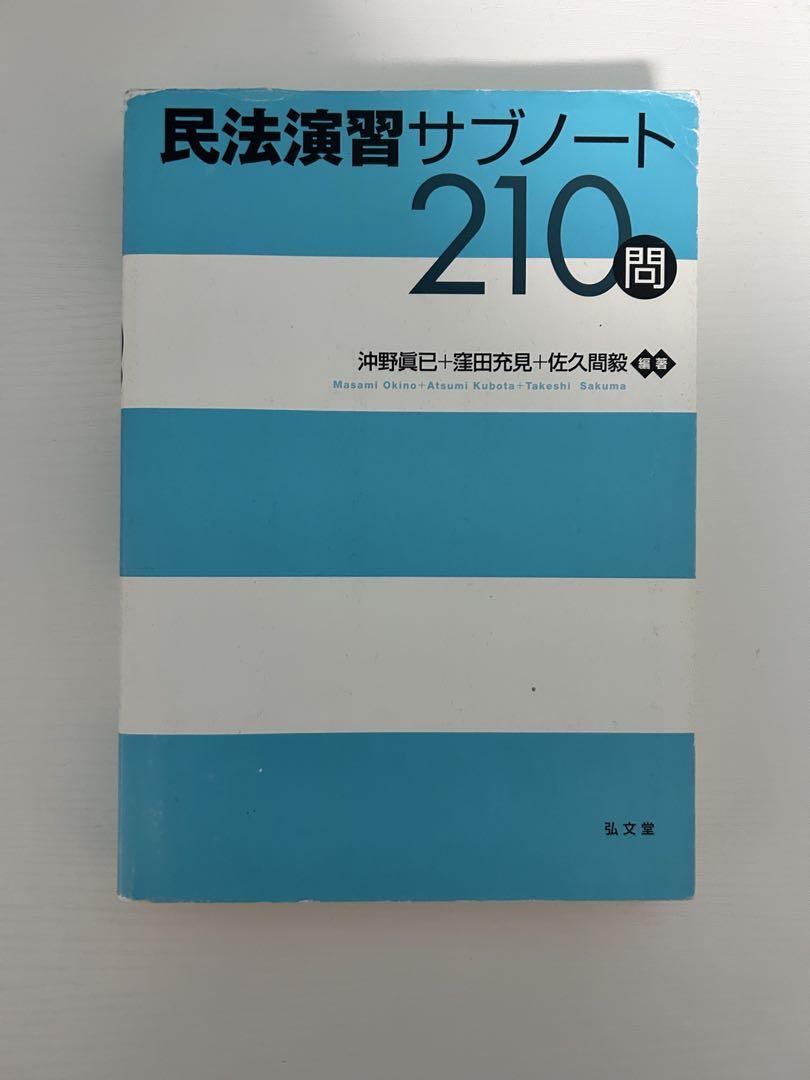 民法演習サブノート
210問
沖野眞已+窪田充見+佐久間毅 編著
Masami Okino+Atsumi Kubota+Takeshi Sakuma
弘文堂